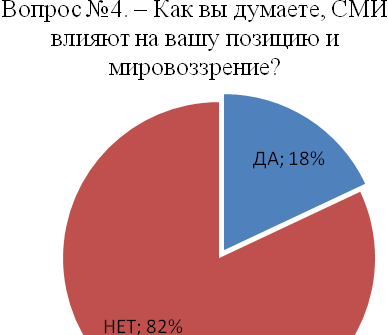 Вопрос №4. – Как вы думаете, СМИ
влияют на вашу позицию и
мировоззрение?
ДА; 18%
НЕТ; 82%